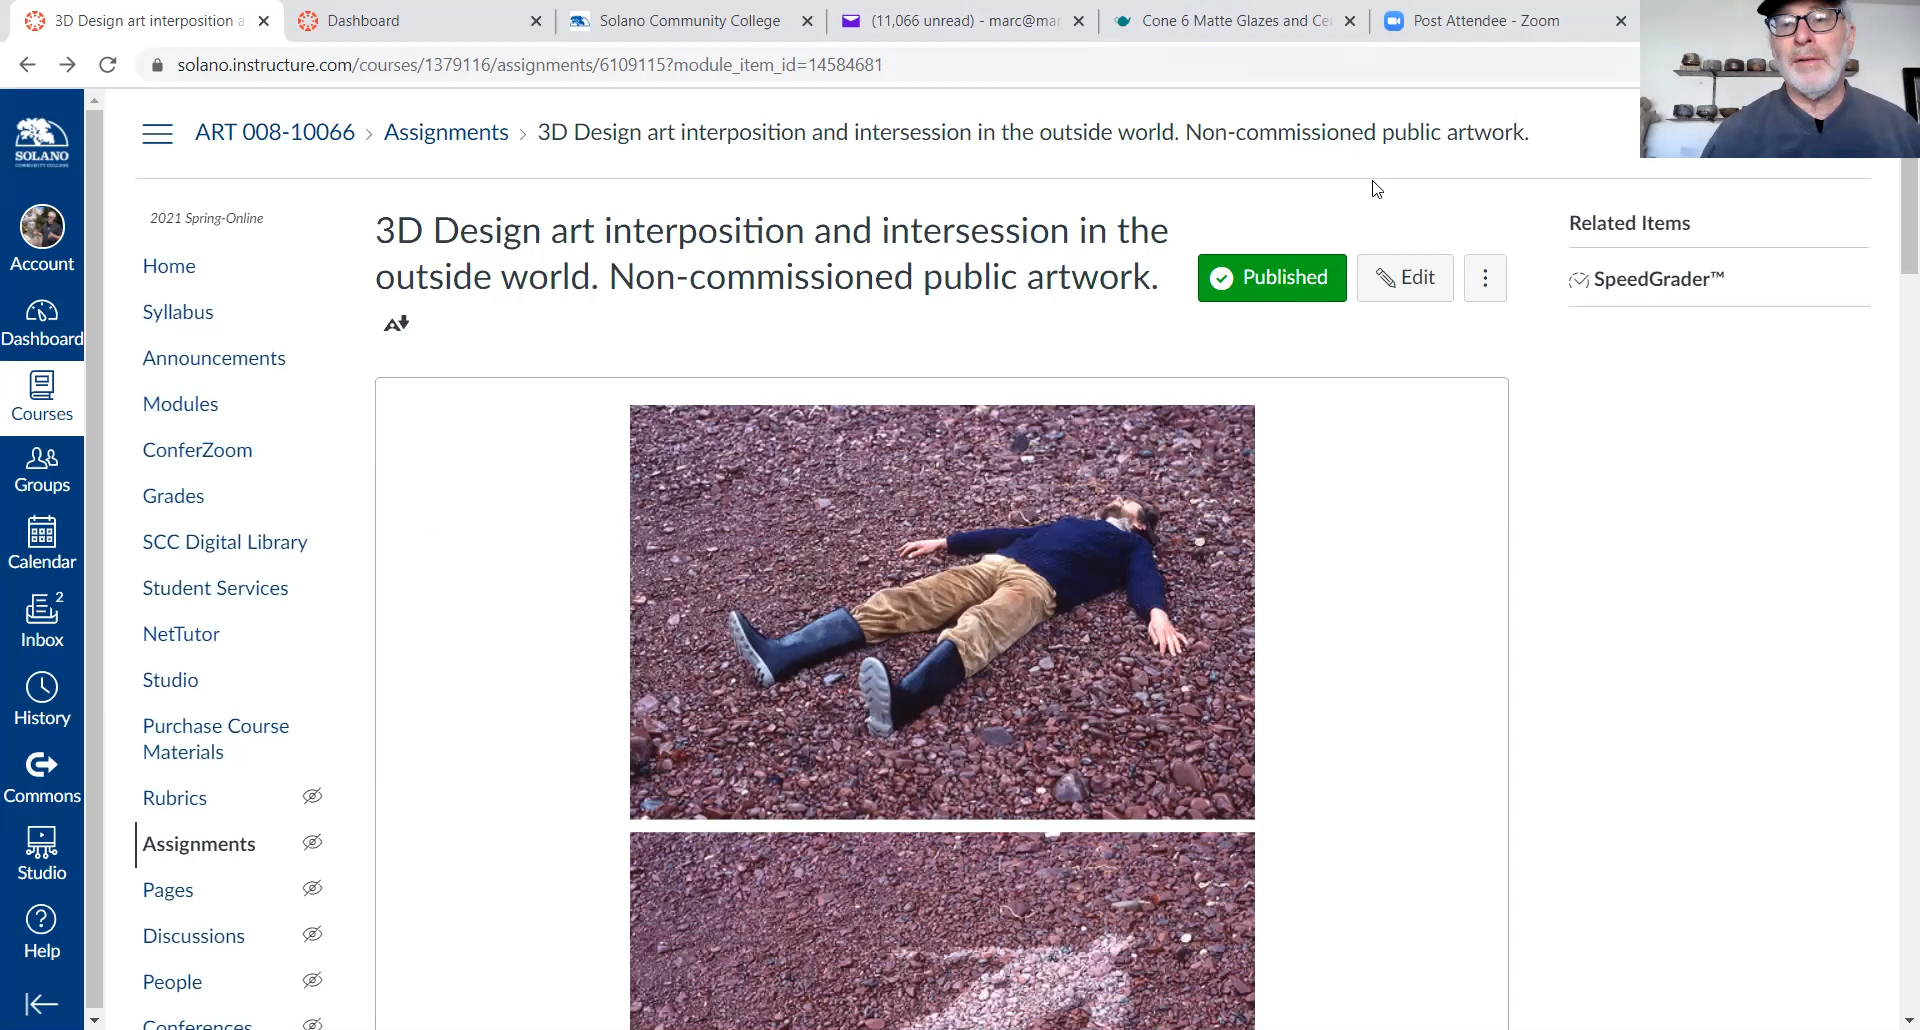 3D Design art interposition a
Dashboard
Solano Community College
(11,066 unread) - marc@mar
Cone 6 Matte Glazes and Ce
Post Attendee - Zoom
solano.instructure.com/courses/1379116/assignments/6109115?module_item_id=14584681
SOLANO
COMMUNITY COLLEGE
Account
Dashboard
Courses
Groups
Calendar
2
Inbox
History
Commons
Studio
Help
ART 008-10066 > Assignments > 3D Design art interposition and intersession in the outside world. Non-commissioned public artwork.
2021 Spring-Online
Home
Syllabus
Announcements
Modules
ConferZoom
Grades
SCC Digital Library
Student Services
NetTutor
Studio
Purchase Course
Materials
Rubrics
Assignments
Pages
Discussions
People
Conferences
3D Design art interposition and intersession in the
outside world. Non-commissioned public artwork.
Published
Edit
Related Items
SpeedGrader™